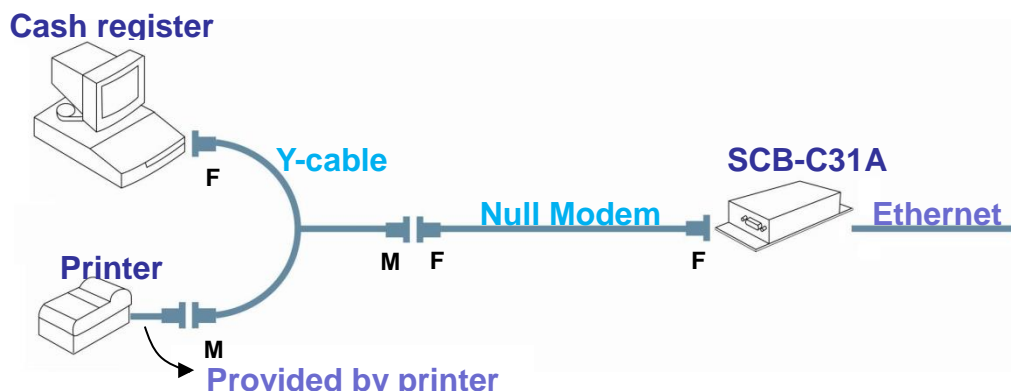 Cash register
F
Y-cable
SCB-C31A
Null Modem
Ethernet
M
F
F
Printer
M
Provided by printer